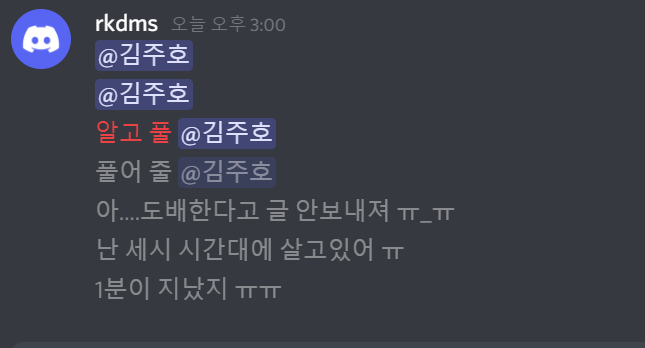 rkdms 오늘 오후 3:00
@김주호
@김주호
알고 풀 @김주호
풀어 줄 @김주호
아....도배한다고 글 안보내져 ㅠ_ㅠ
난 세시 시간대에 살고있어 ㅠ
1분이 지났지 ㅠㅠ